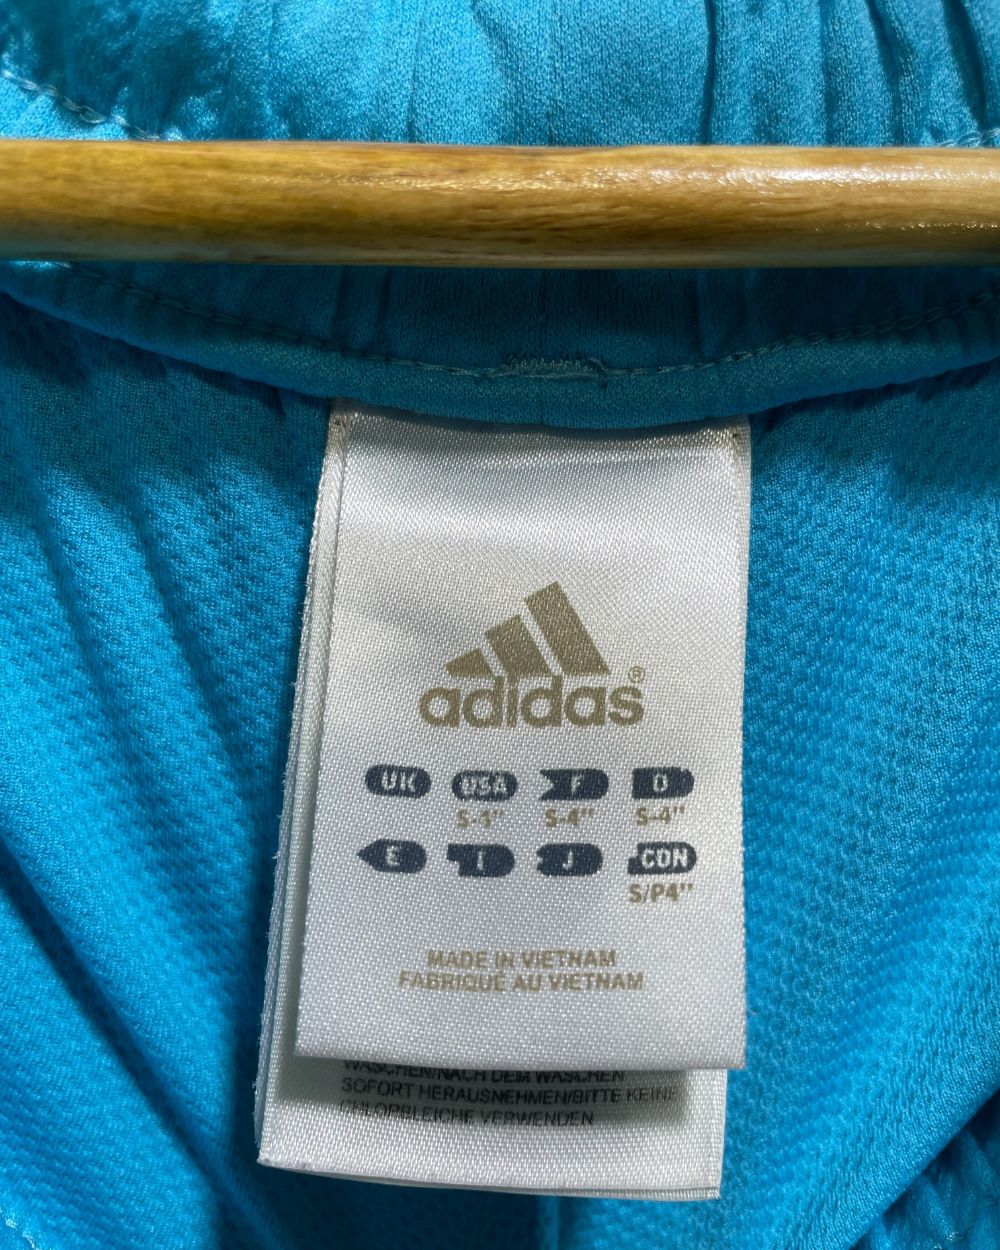 adidas®
UK USA F D
S-4" S-4" S-4"
E I J CON
S/P4"
MADE IN VIETNAM
FABRIQUÉ AU VIETNAM
WASCHEN/NACH DEM WASCHEN
SOFORT HERAUSNEHMEN/BITTE KEINE
CHLORBLEICHE VERWENDEN